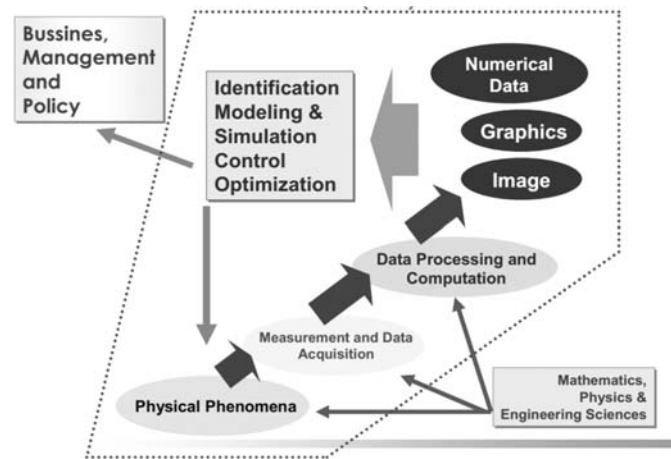 Bussines,
Management
and
Policy
Identification
Modeling &
Simulation
Control
Optimization
Numerical
Data
Graphics
Image
Data Processing and
Computation
Measurement and Data
Acquisition
Physical Phenomena
Mathematics,
Physics &
Engineering Sciences